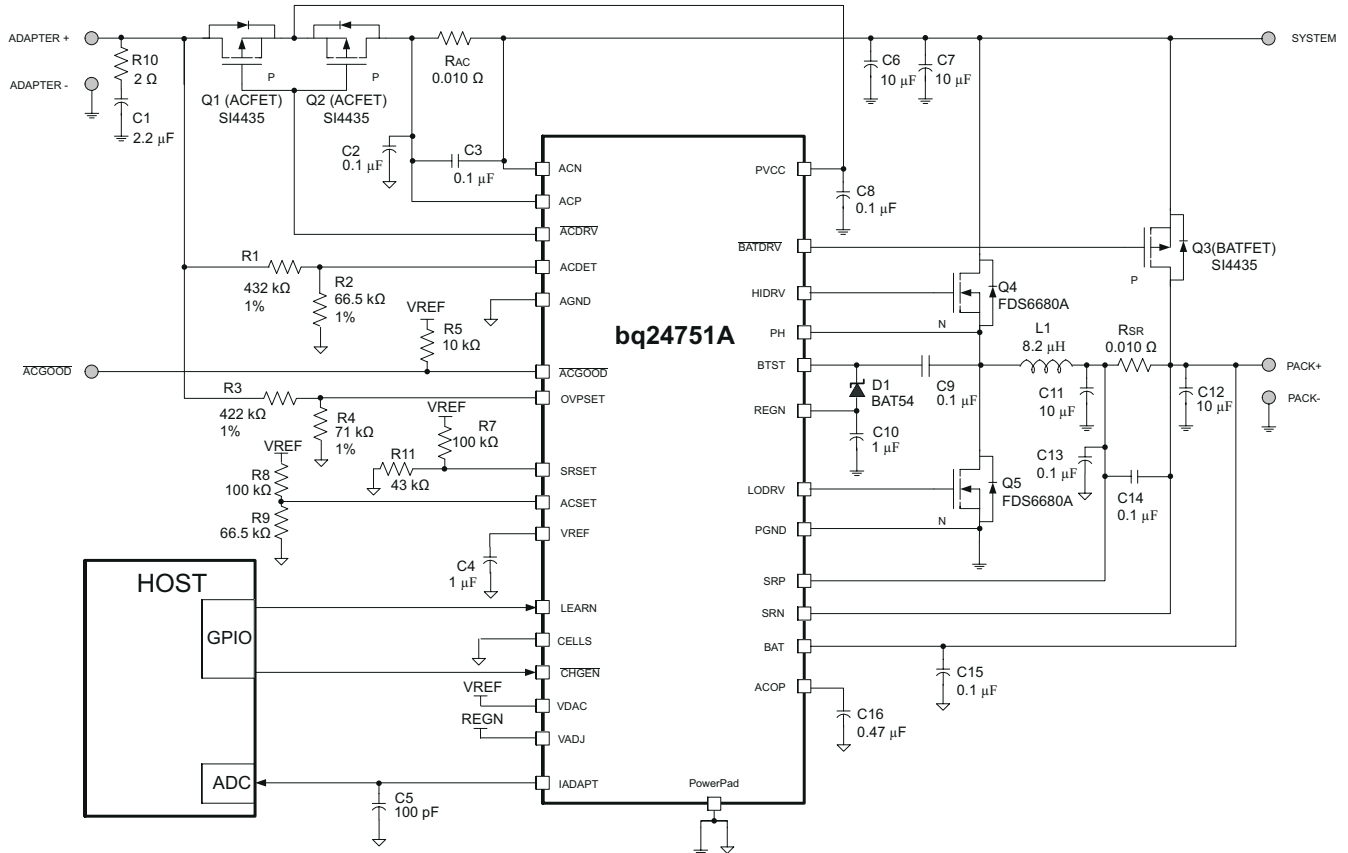 ADAPTER +
R10
2 Ω
ADAPTER -
C1
2.2 µF
P
Q1 (ACFET)
SI4435
P
Q2 (ACFET)
SI4435
RAC
0.010 Ω
C6
10 µF
C7
10 µF
SYSTEM
C2
0.1 µF
C3
0.1 µF
ACN
ACP
ACDRV
ACDET
AGND
ACGOOD
OVPSET
SRSET
ACSET
VREF
LEARN
CELLS
CHGEN
VDAC
VADJ
IADAPT
bq24751A
PVCC
BATDRV
HIDRV
PH
BTST
REGN
LODRV
PGND
SRP
SRN
BAT
ACOP
PowerPad
R1
432 kΩ
1%
R2
66.5 kΩ
1%
VREF
R5
10 kΩ
ACGOOD
R3
422 kΩ
1%
R4
71 kΩ
1%
VREF
R7
100 kΩ
VREF
R8
100 kΩ
R11
43 kΩ
R9
66.5 kΩ
C4
1 µF
HOST
GPIO
ADC
VREF
REGN
C5
100 pF
C8
0.1 µF
Q3(BATFET)
SI4435
P
Q4
FDS6680A
N
L1
8.2 µH
RSR
0.010 Ω
D1
BAT54
C9
0.1 µF
C10
1 µF
C11
10 µF
C12
10 µF
PACK+
PACK-
C13
0.1 µF
C14
0.1 µF
Q5
FDS6680A
N
C15
0.1 µF
C16
0.47 µF